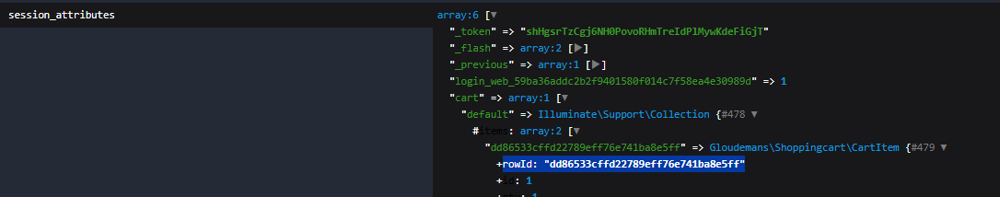 session_attributes
array:6 [▼
"_token" => "shHgsrTzCgj6NH0PovoRHmTreIdPlMywKdeFiGjT"
"_flash" => array:2 [▶]
"_previous" => array:1 [▶]
"login_web_59ba36addc2b2f9401580f014c7f58ea4e30989d" => 1
"cart" => array:1 [▼
"default" => Illuminate\Support\Collection {#478 ▼
#items: array:2 [▼
"dd86533cffd22789eff76e741ba8e5ff" => Gloudemans\Shoppingcart\CartItem {#479 ▼
+rowId: "dd86533cffd22789eff76e741ba8e5ff"
+id: 1